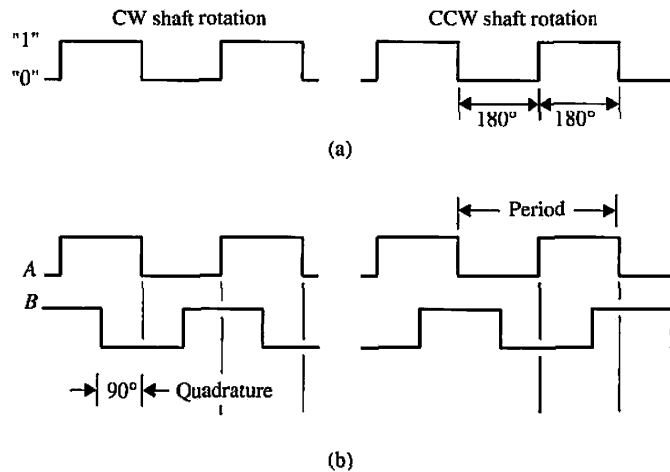 CW shaft rotation
CCW shaft rotation
"1"
"0"
180° 180°
(a)
Period
A
B
90° Quadrature
(b)